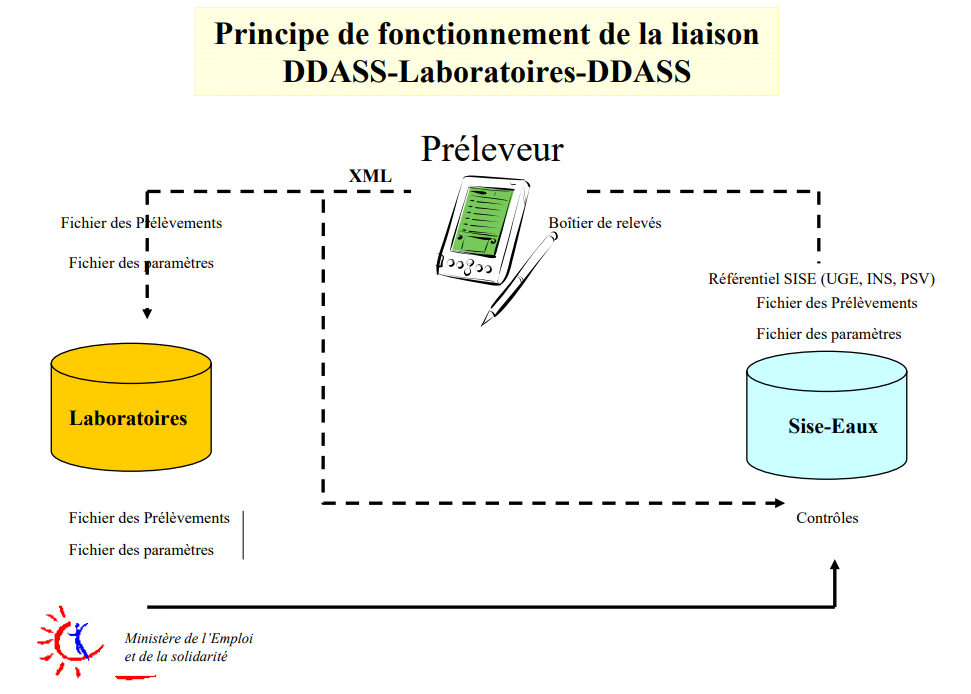 Principe de fonctionnement de la liaison
DDASS-Laboratoires-DDASS
Préleveur
XML
Fichier des Prélèvements
Boîtier de relevés
Fichier des paramètres
Référentiel SISE (UGE, INS, PSV)
Fichier des Prélèvements
Fichier des paramètres
Laboratoires
Sise-Eaux
Fichier des Prélèvements
Fichier des paramètres
Contrôles
Ministère de l'Emploi
et de la solidarité